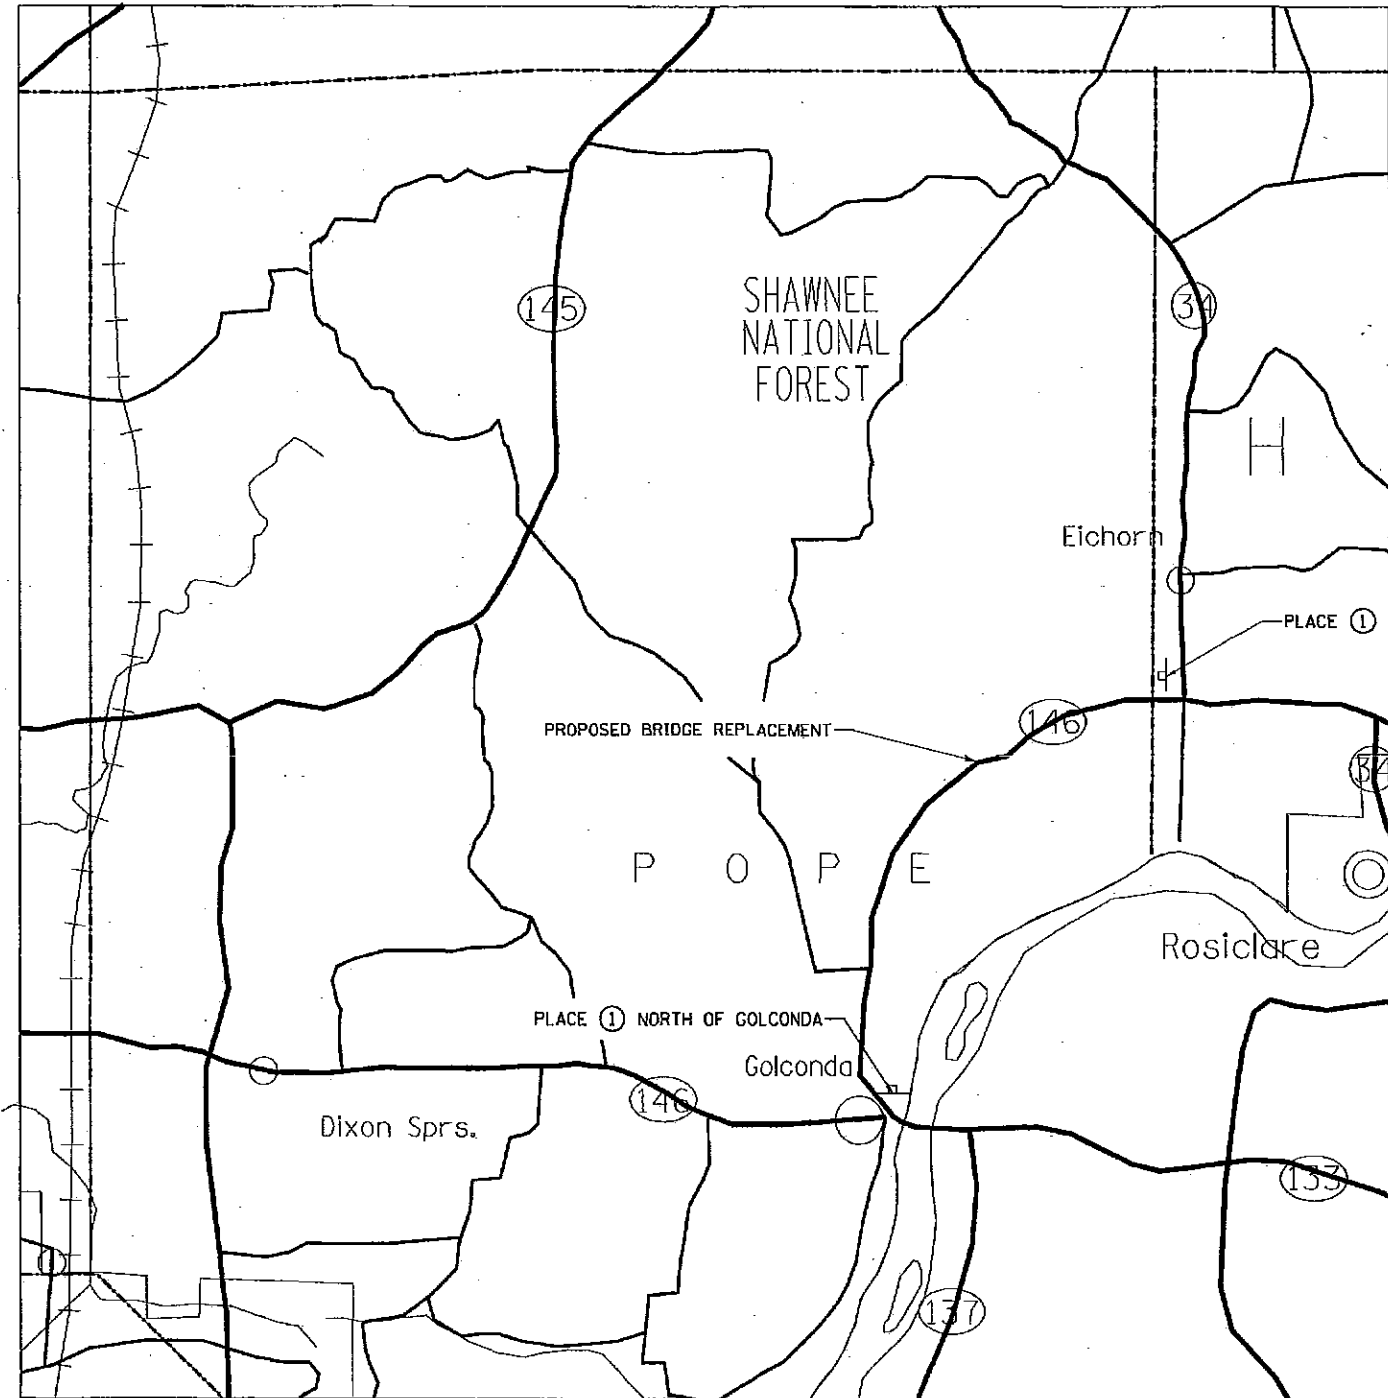 145
SHAWNEE
NATIONAL
FOREST
34
H
Eichorn
PLACE ①
146
PROPOSED BRIDGE REPLACEMENT
34
P O P E
Rosiclare
PLACE ① NORTH OF GOLCONDA
Golconda
146
Dixon Sprs.
133
137